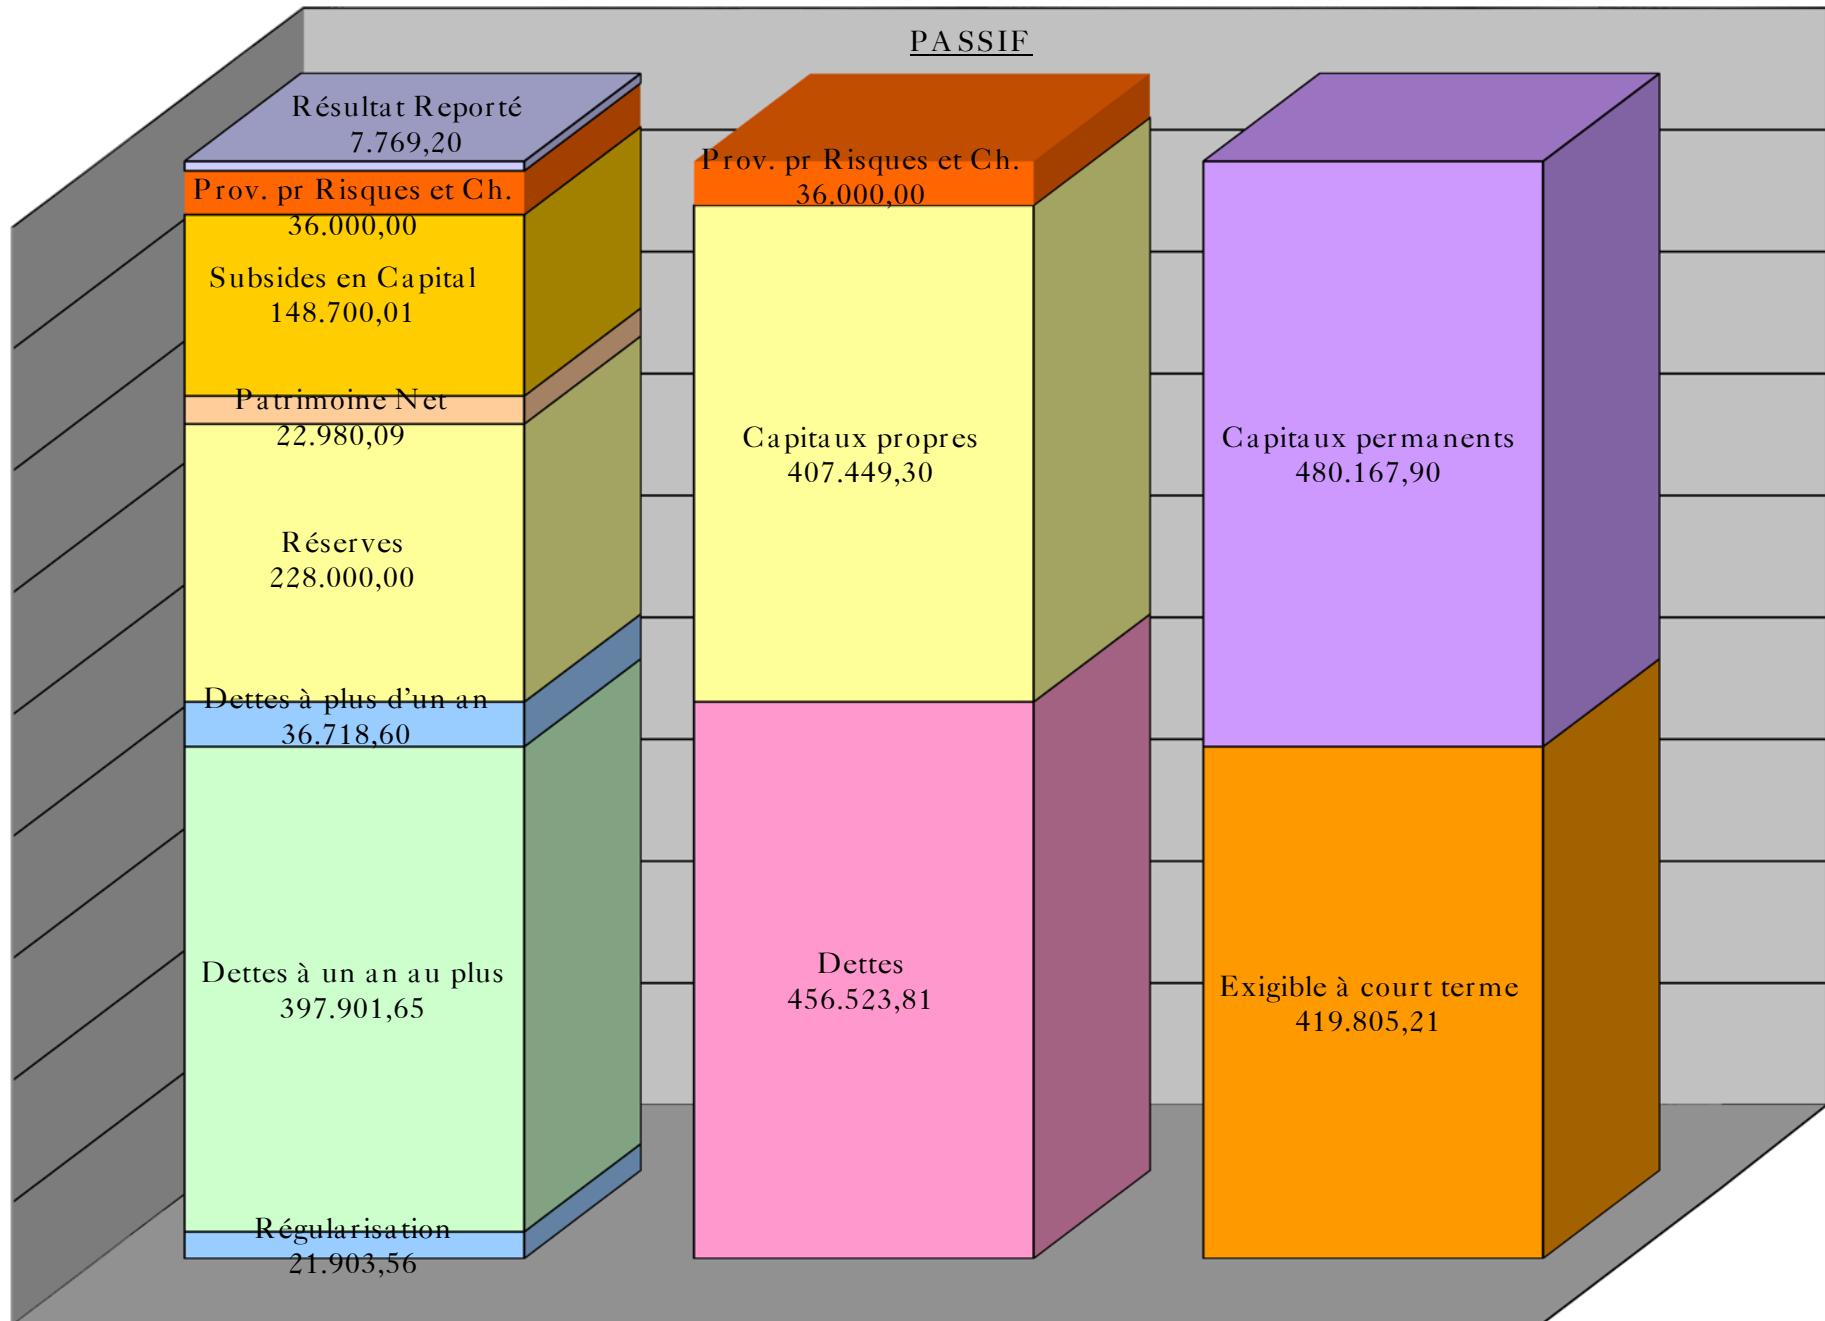 PASSIF
Résultat Reporté
7.769,20
Prov. pr Risques et Ch.
36.000,00
Subsides en Capital
148.700,01
Patrimoine Net
22.980,09
Réserves
228.000,00
Dettes à plus d'un an
36.718,60
Dettes à un an au plus
397.901,65
Régularisation
21.903,56
Prov. pr Risques et Ch.
36.000,00
Capitaux propres
407.449,30
Dettes
456.523,81
Capitaux permanents
480.167,90
Exigible à court terme
419.805,21